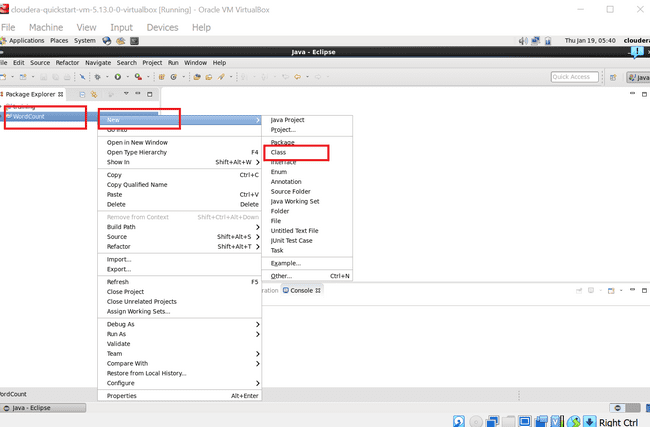 cloudera-quickstart-vm-5.13.0-0-virtualbox [Running] - Oracle VM VirtualBox
File Machine View Input Devices Help
Applications Places System Thu Jan 19, 05:40 cloudera
Java - Eclipse
File Edit Source Refactor Navigate Search Project Run Window Help
Quick Access Java
Package Explorer
training
WordCount
New
Go Into
Open in New Window
Open Type Hierarchy F4
Show In Shift+Alt+W
Copy Ctrl+C
Copy Qualified Name
Paste Ctrl+V
Delete Delete
Remove from Context Shift+Ctrl+Alt+Down
Build Path
Source Shift+Alt+S
Refactor Shift+Alt+T
Import...
Export...
Refresh F5
Close Project
Close Unrelated Projects
Assign Working Sets...
Debug As
Run As
Validate
Team
Compare With
Restore from Local History...
Configure
Properties Alt+Enter
Java Project
Project...
Package
Class
Interface
Enum
Annotation
Source Folder
Java Working Set
Folder
File
Untitled Text File
JUnit Test Case
Task
Example...
Other... Ctrl+N
ration Console
WordCount
Java - Eclipse
Right Ctrl